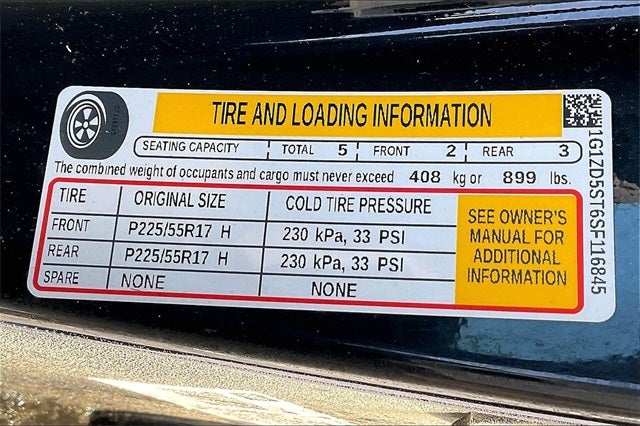 TIRE AND LOADING INFORMATION
SEATING CAPACITY TOTAL 5 FRONT 2 REAR 3
The combined weight of occupants and cargo must never exceed 408 kg or 899 lbs.
TIRE ORIGINAL SIZE COLD TIRE PRESSURE
FRONT P225/55R17 H 230 kPa, 33 PSI
REAR P225/55R17 H 230 kPa, 33 PSI
SPARE NONE NONE
SEE OWNER'S
MANUAL FOR
ADDITIONAL
INFORMATION
1G1ZD5ST6SF116845